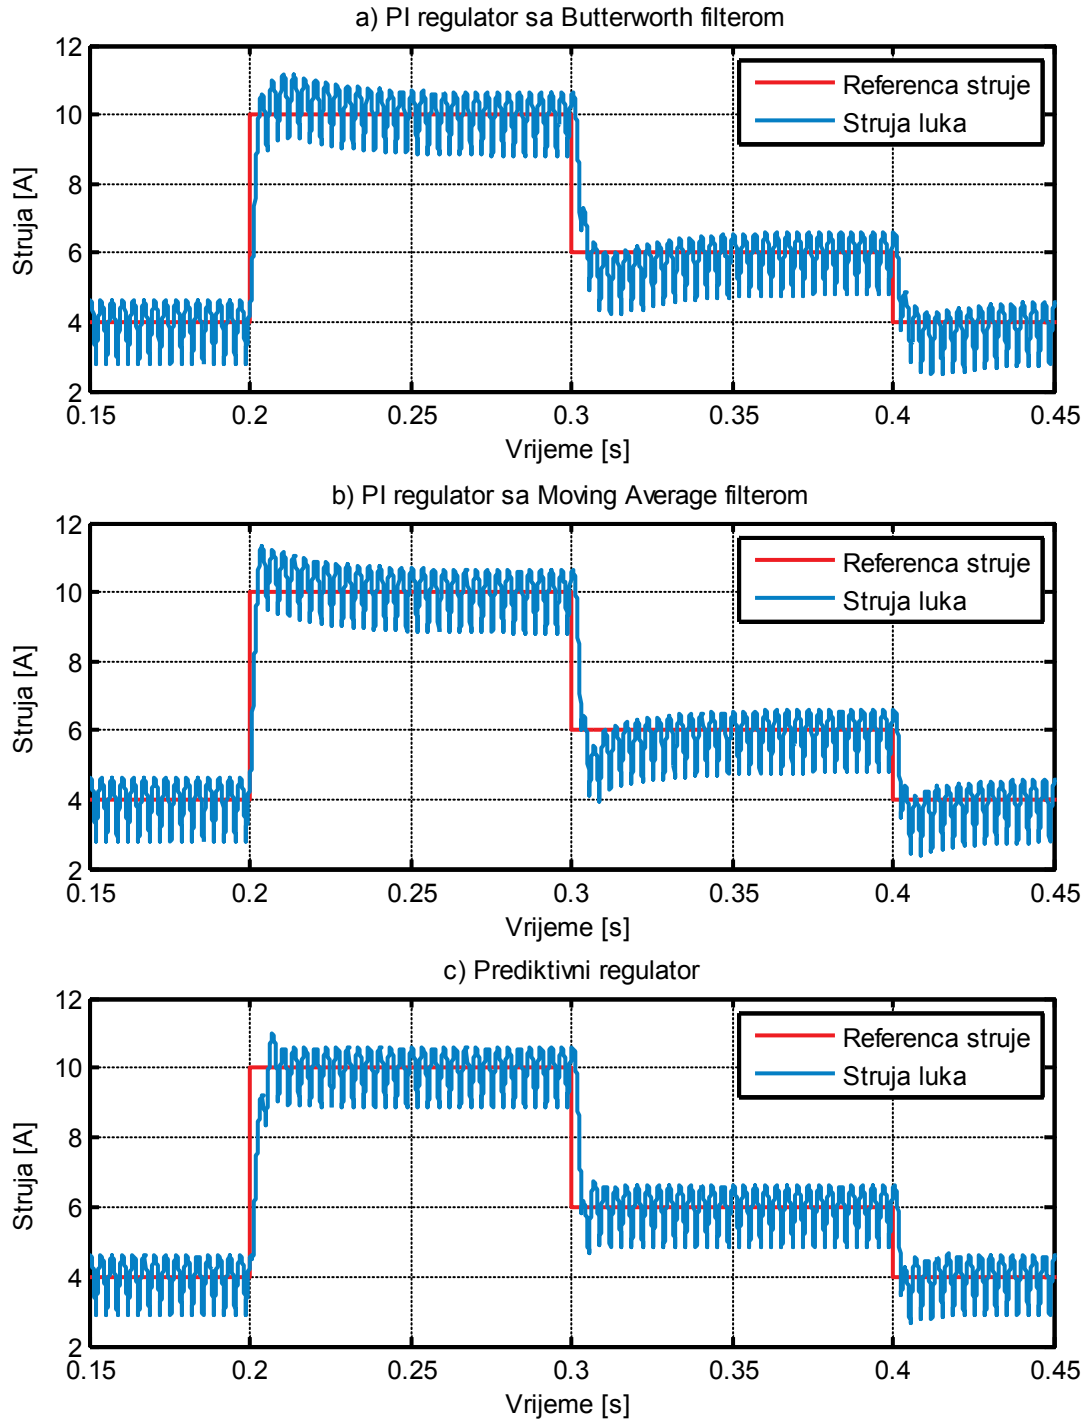 a) PI regulator sa Butterworth filterom
12
10
8
6
4
2
Struja [A]
Referenca struje
Struja luka
0.15 0.2 0.25 0.3 0.35 0.4 0.45
Vrijeme [s]
b) PI regulator sa Moving Average filterom
12
10
8
6
4
2
Struja [A]
Referenca struje
Struja luka
0.15 0.2 0.25 0.3 0.35 0.4 0.45
Vrijeme [s]
c) Prediktivni regulator
12
10
8
6
4
2
Struja [A]
Referenca struje
Struja luka
0.15 0.2 0.25 0.3 0.35 0.4 0.45
Vrijeme [s]